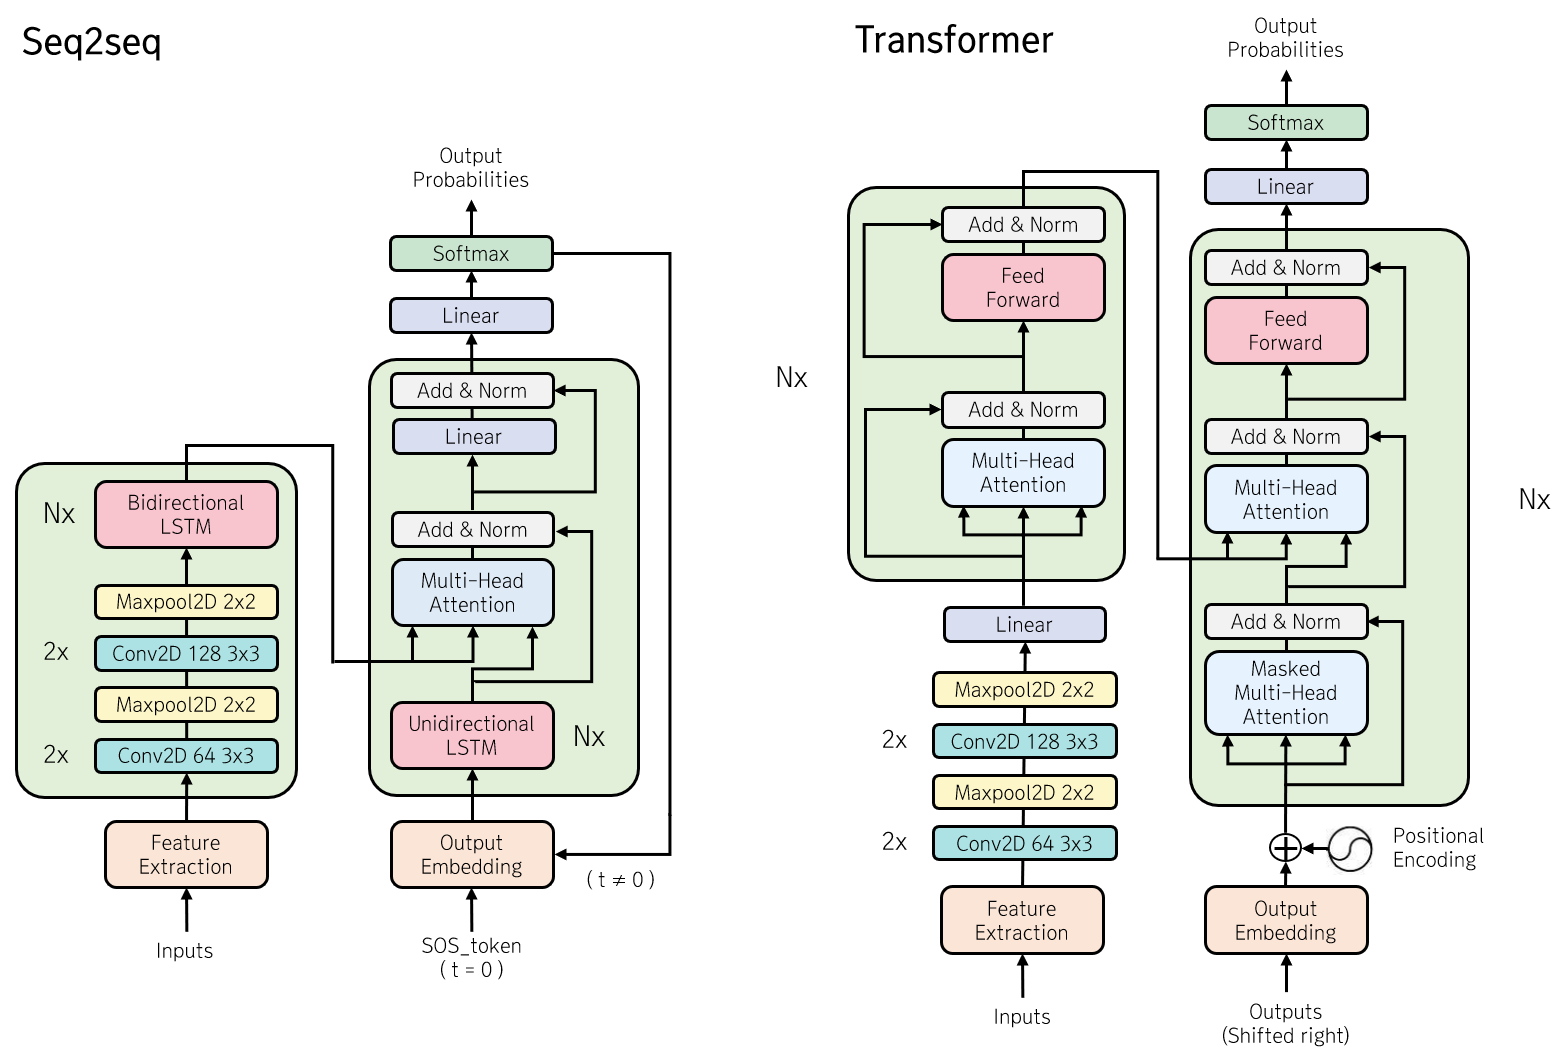 Seq2seq
Output
Probabilities
Softmax
Linear
Add & Norm
Linear
Add & Norm
Multi-Head
Attention
Unidirectional
LSTM
Nx
Output
Embedding
( t ≠ 0 )
SOS_token
( t = 0 )
Nx
Bidirectional
LSTM
Maxpool2D 2x2
2x
Conv2D 128 3x3
Maxpool2D 2x2
2x
Conv2D 64 3x3
Feature
Extraction
Inputs
Transformer
Nx
Add & Norm
Feed
Forward
Add & Norm
Multi-Head
Attention
Linear
Maxpool2D 2x2
2x
Conv2D 128 3x3
Maxpool2D 2x2
2x
Conv2D 64 3x3
Feature
Extraction
Inputs
Output
Probabilities
Softmax
Linear
Add & Norm
Feed
Forward
Add & Norm
Multi-Head
Attention
Nx
Add & Norm
Masked
Multi-Head
Attention
Positional
Encoding
Output
Embedding
Outputs
(Shifted right)